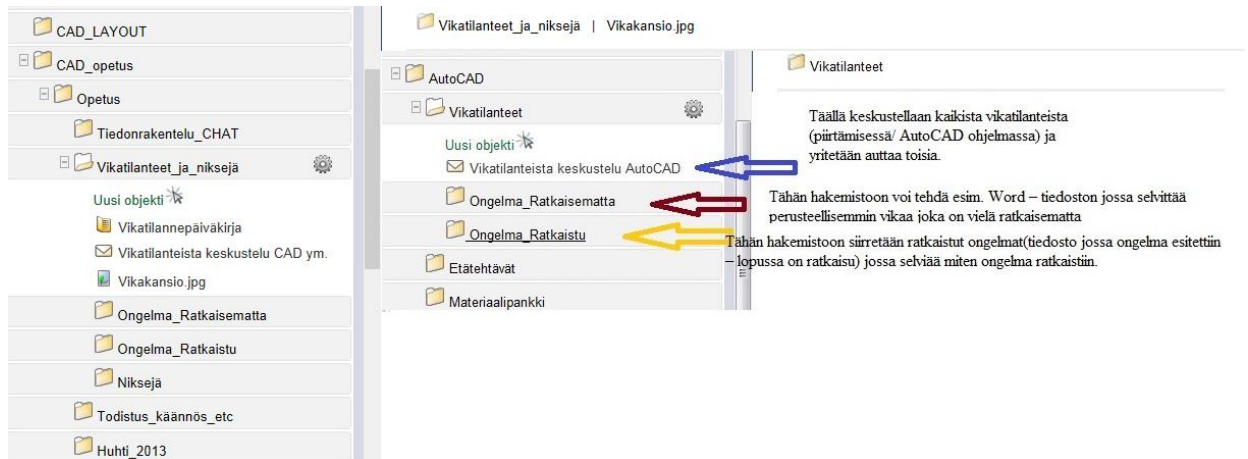 CAD_LAYOUT
CAD_opetus
Opetus
Tiedonrakentelu_CHAT
Vikatilanteet_ja_niksejä
Uusi objekti
Vikatilannepäiväkirja
Vikatilanteista keskustelu CAD ym.
Vikakansio.jpg
Ongelma_Ratkaisematta
Ongelma_Ratkaistu
Niksejä
Todistus_käännös_etc
Huhti_2013
Vikatilanteet_ja_niksejä | Vikakansio.jpg
AutoCAD
Vikatilanteet
Uusi objekti
Vikatilanteista keskustelu AutoCAD
Ongelma_Ratkaisematta
Ongelma_Ratkaistu
Etätehtävät
Materiaalipankki
Vikatilanteet
Täällä keskustellaan kaikista vikatilanteista
(piirtämisessä/ AutoCAD ohjelmassa) ja
yritetään auttaa toisia.
Tähän hakemistoon voi tehdä esim. Word – tiedoston jossa selvittää
perusteellisemmin vikaa joka on vielä ratkaisematta
Tähän hakemistoon siirretään ratkaistut ongelmat(tiedosto jossa ongelma esitettiin
– lopussa on ratkaisu) jossa selviää miten ongelma ratkaistiin.